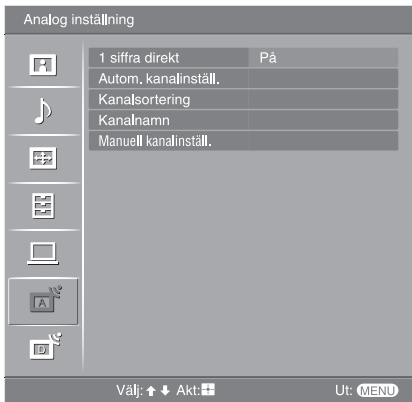 Analog inställning
1 siffra direkt På
Autom. kanalinställ.
Kanalsortering
Kanalnamn
Manuell kanalinställ.
A
D
Välj: Akt: Ut: MENU